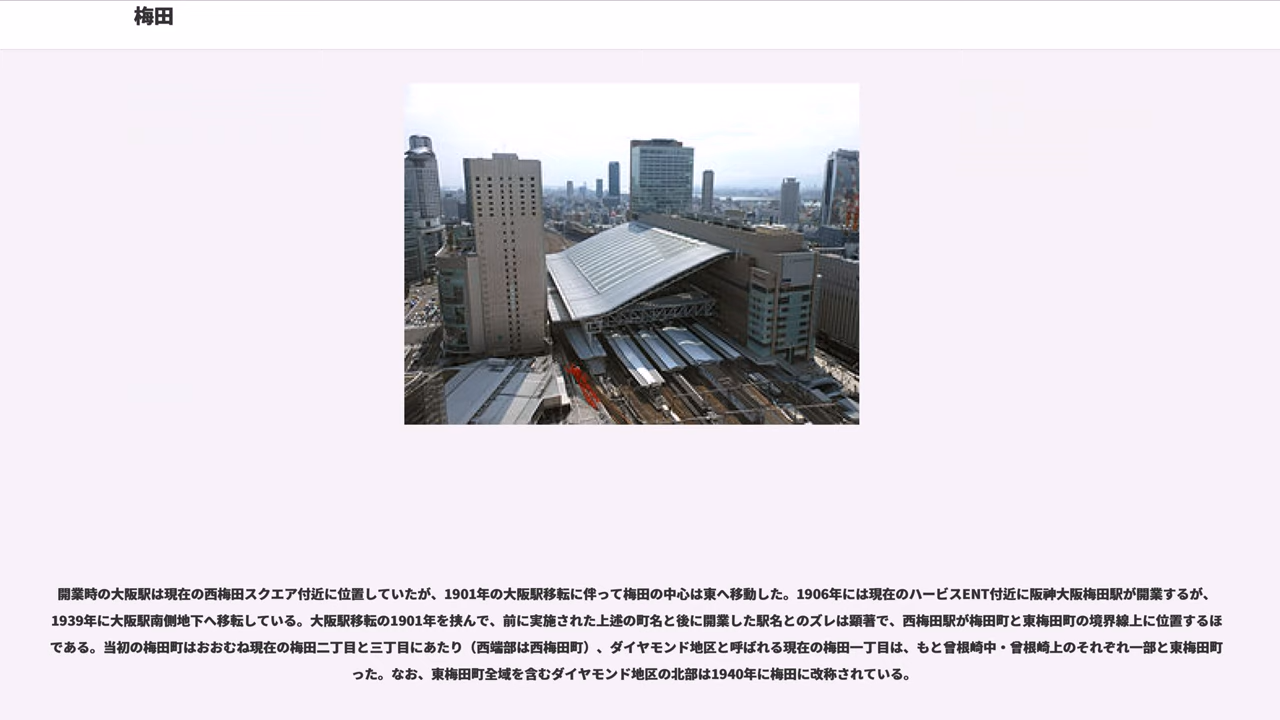 梅田
開業時の大阪駅は現在の西梅田スクエア付近に位置していたが、1901年の大阪駅移転に伴って梅田の中心は東へ移動した。1906年には現在のハービスENT付近に阪神大阪梅田駅が開業するが、
1939年に大阪駅南側地下へ移転している。大阪駅移転の1901年を挟んで、前に実施された上述の町名と後に開業した駅名とのズレは顕著で、西梅田駅が梅田町と東梅田町の境界線上に位置するほ
である。当初の梅田町はおおむね現在の梅田二丁目と三丁目にあたり（西端部は西梅田町）、ダイヤモンド地区と呼ばれる現在の梅田一丁目は、もと曾根崎中・曾根崎上のそれぞれ一部と東梅田町
った。なお、東梅田町全域を含むダイヤモンド地区の北部は1940年に梅田に改称されている。